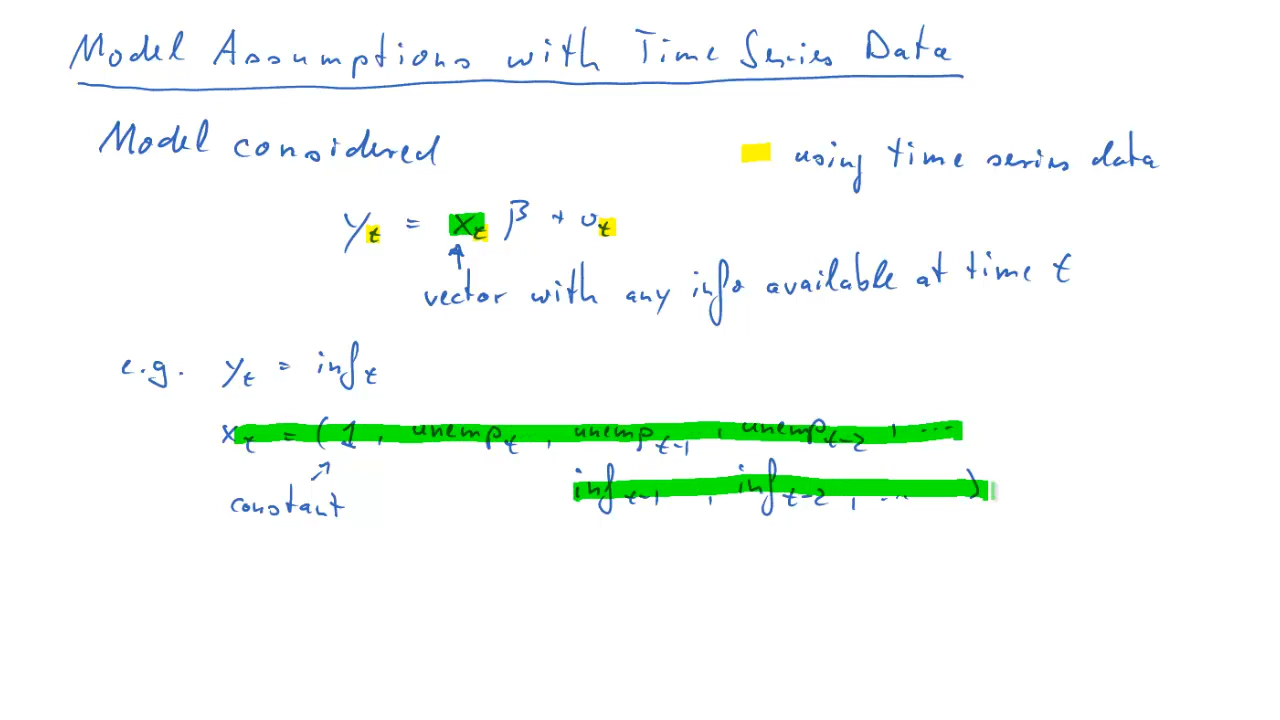 Model Assumptions with Time Series Data
Model considered
using time series data
y_t = x_t β + u_t
vector with any info available at time t
e.g. y_t = inf_t
x_t = (1, unemp_t, unemp_t-1, unemp_t-2, ...
inf_t-1, inf_t-2, ... )
constant